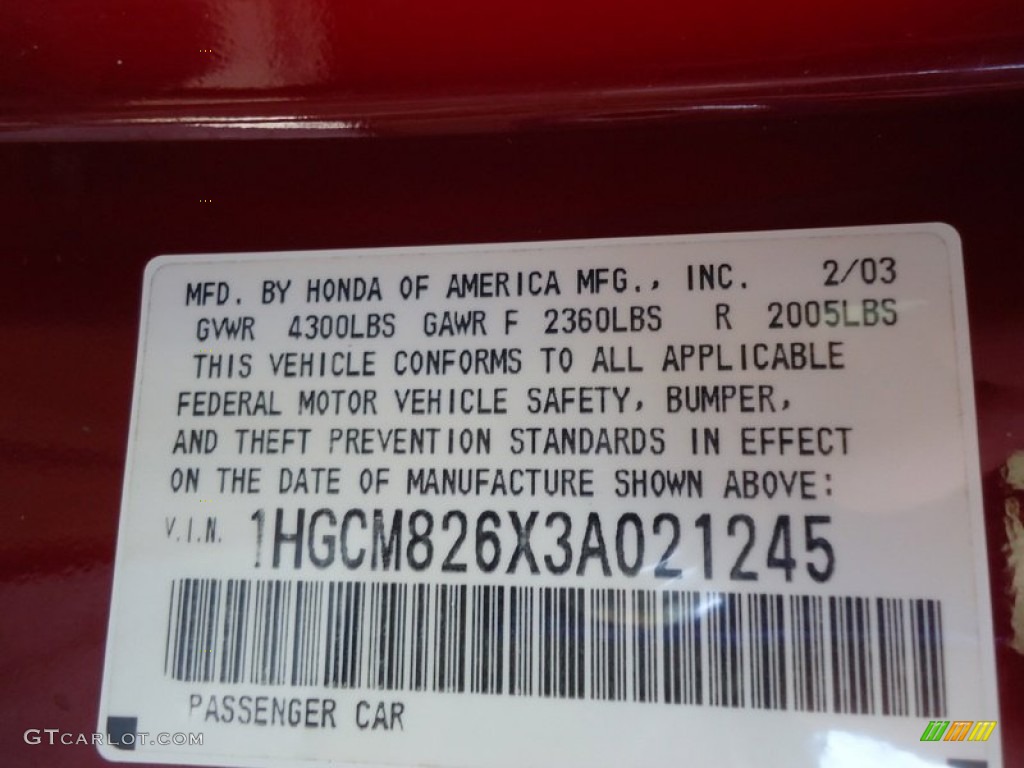 MFD. BY HONDA OF AMERICA MFG., INC. 2/03
GVWR 4300LBS GAWR F 2360LBS R 2005LBS
THIS VEHICLE CONFORMS TO ALL APPLICABLE
FEDERAL MOTOR VEHICLE SAFETY, BUMPER,
AND THEFT PREVENTION STANDARDS IN EFFECT
ON THE DATE OF MANUFACTURE SHOWN ABOVE:
V.I.N. 1HGCM826X3A021245
PASSENGER CAR
GTCARLOT.COM